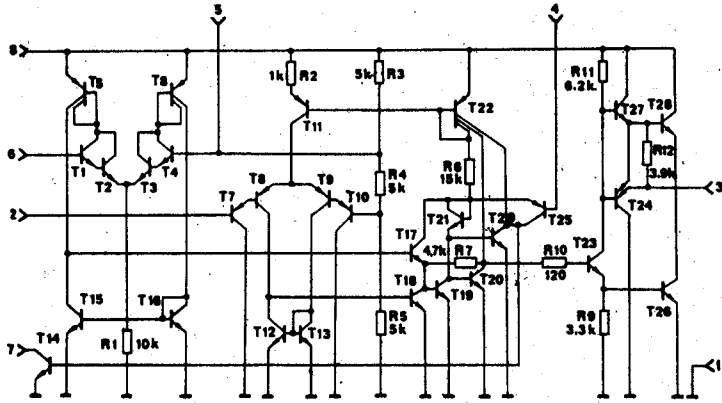 5
4
8
T5
T6
1k
R2
5k
R3
R11
6.2k
T27
T28
T11
T22
R12
3.9k
6
T1
T2
T3
T4
R4
5k
R6
15k
3
T8
T9
T7
T10
T21
T25
T24
2
T17
4,7k
R7
R10
120
T23
T18
T19
T20
T15
T16
R1
10k
T12
T13
R5
5k
R9
3.3k
T26
T14
7
1